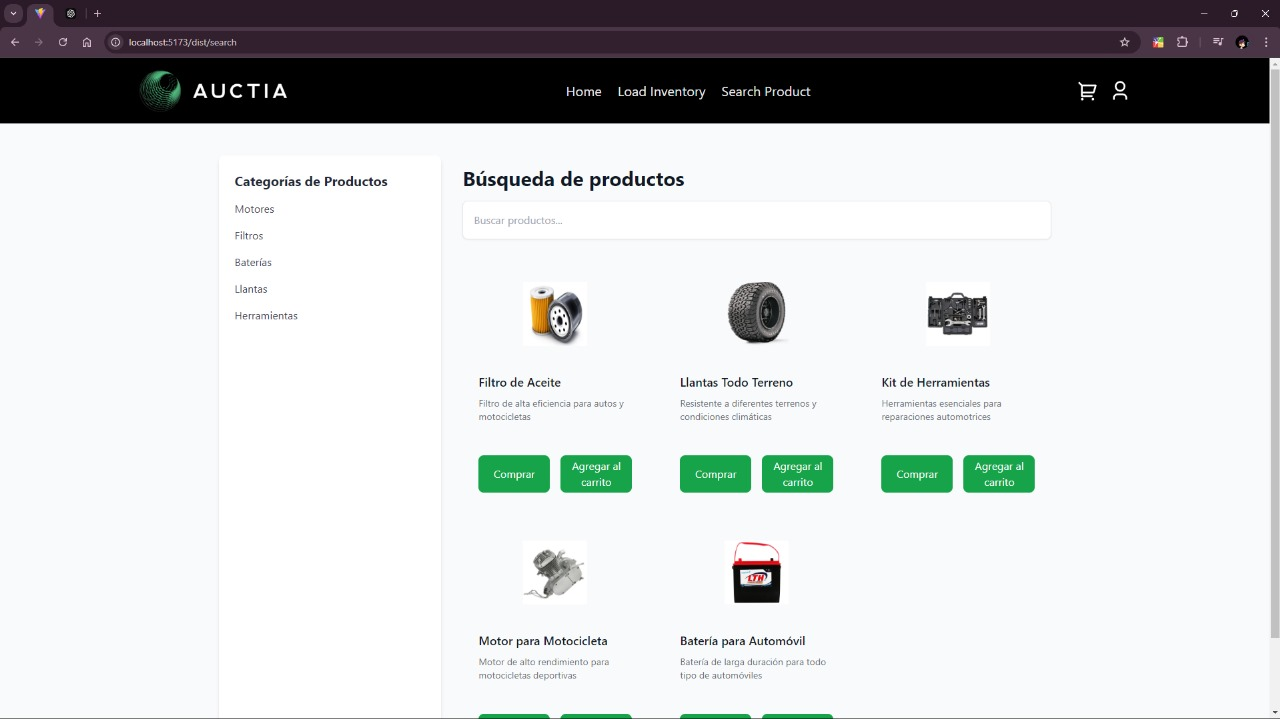 localhost:5173/dist/search
AUCTIA
Home Load Inventory Search Product
Categorías de Productos
Motores
Filtros
Baterías
Llantas
Herramientas
Búsqueda de productos
Buscar productos...
Filtro de Aceite
Filtro de alta eficiencia para autos y
motocicletas
Comprar
Agregar al
carrito
Llantas Todo Terreno
Resistente a diferentes terrenos y
condiciones climáticas
Comprar
Agregar al
carrito
Kit de Herramientas
Herramientas esenciales para
reparaciones automotrices
Comprar
Agregar al
carrito
Motor para Motocicleta
Motor de alto rendimiento para
motocicletas deportivas
LTH
Batería para Automóvil
Batería de larga duración para todo
tipo de automóviles